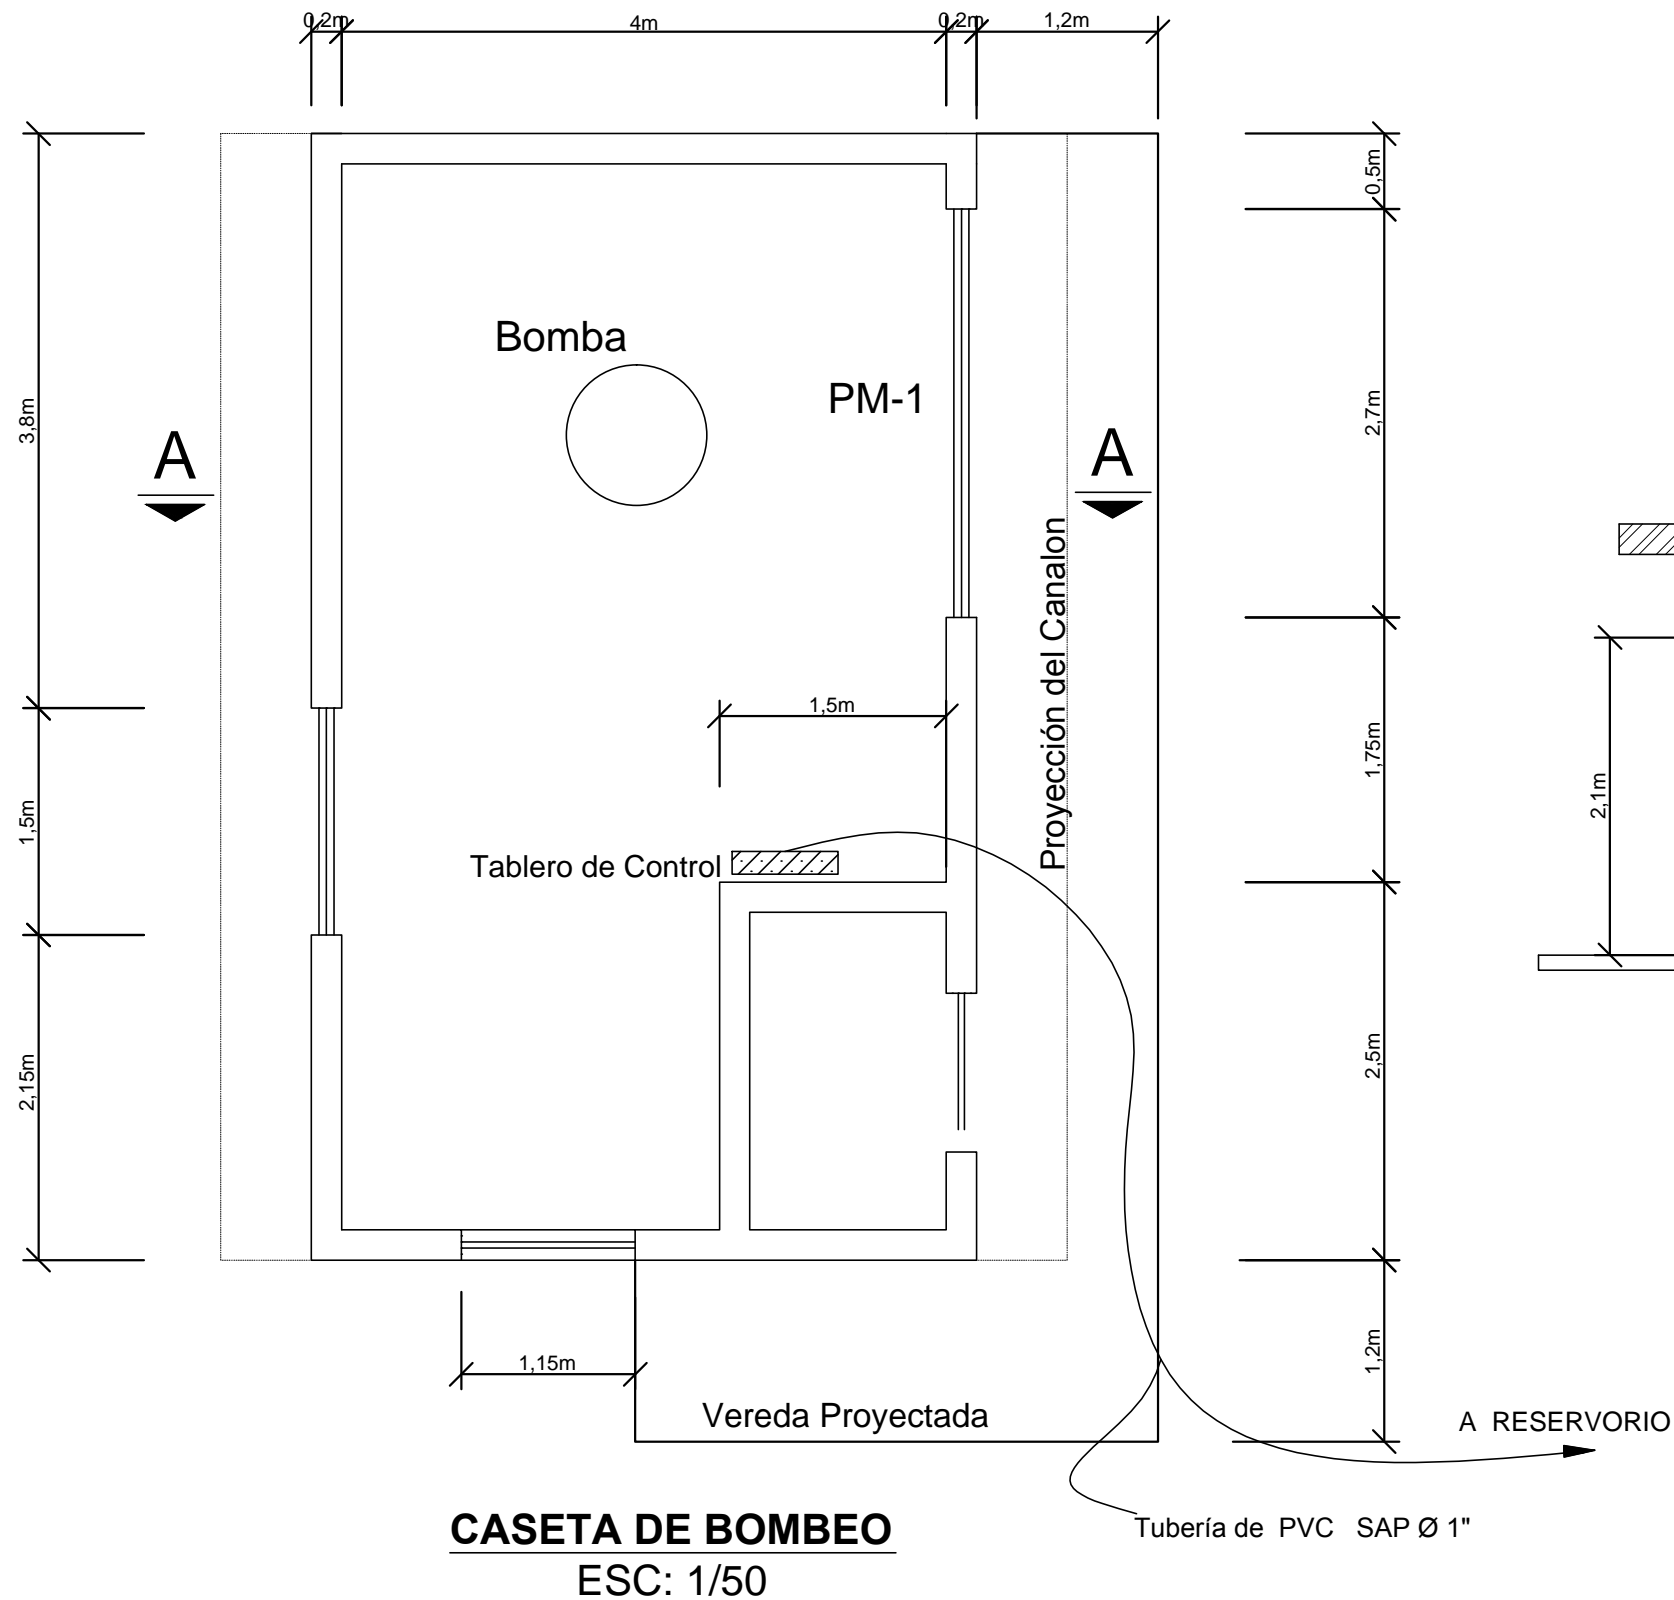 0,2m
4m
0,2m
1,2m
0,5m
Bomba
PM-1
2,7m
3,8m
A
A
Proyección del Canalon
1,5m
1,75m
1,5m
2,1m
Tablero de Control
2,5m
2,15m
1,15m
1,2m
Vereda Proyectada
A RESERVORIO
Tubería de PVC SAP Ø 1"
CASETA DE BOMBEO
ESC: 1/50